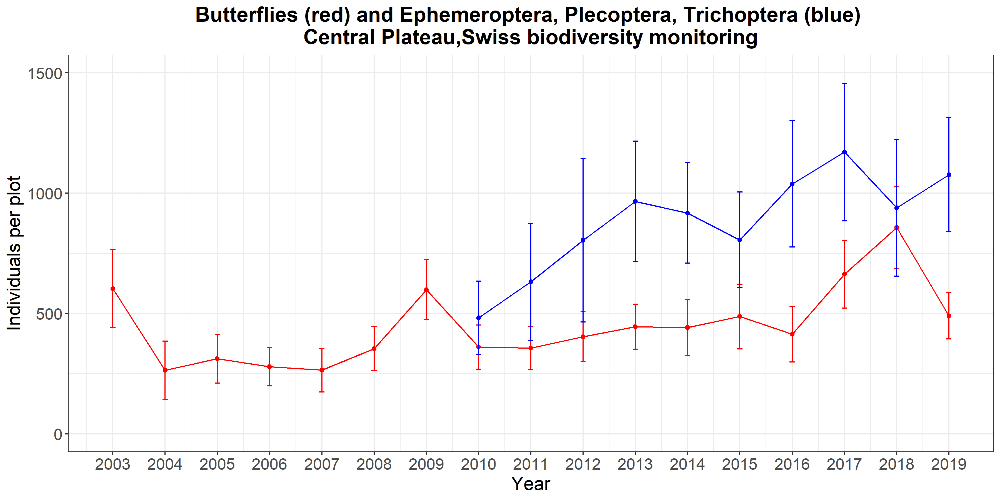 Butterflies (red) and Ephemeroptera, Plecoptera, Trichoptera (blue)
Central Plateau,Swiss biodiversity monitoring
1500
1000
500
0
Individuals per plot
2003 2004 2005 2006 2007 2008 2009 2010 2011 2012 2013 2014 2015 2016 2017 2018 2019
Year